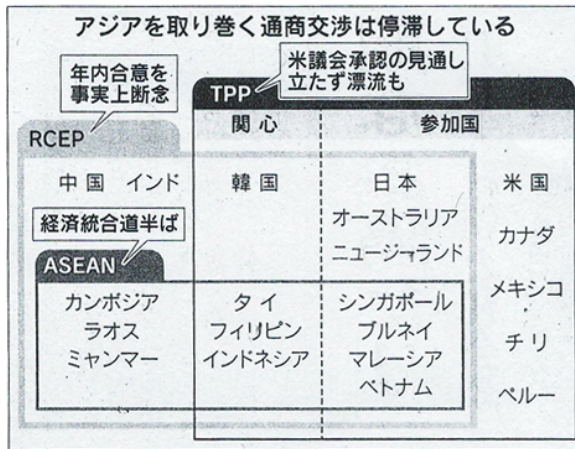 アジアを取り巻く通商交渉は停滞している
年内合意を
事実上断念
米議会承認の見通し
立たず漂流も
TPP
関心
参加国
RCEP
中国 インド
韓国
日本
米国
オーストラリア
カナダ
ニュージーランド
経済統合道半ば
ASEAN
メキシコ
カンボジア
タイ
シンガポール
ラオス
フィリピン
ブルネイ
チリ
ミャンマー
インドネシア
マレーシア
ベトナム
ペルー